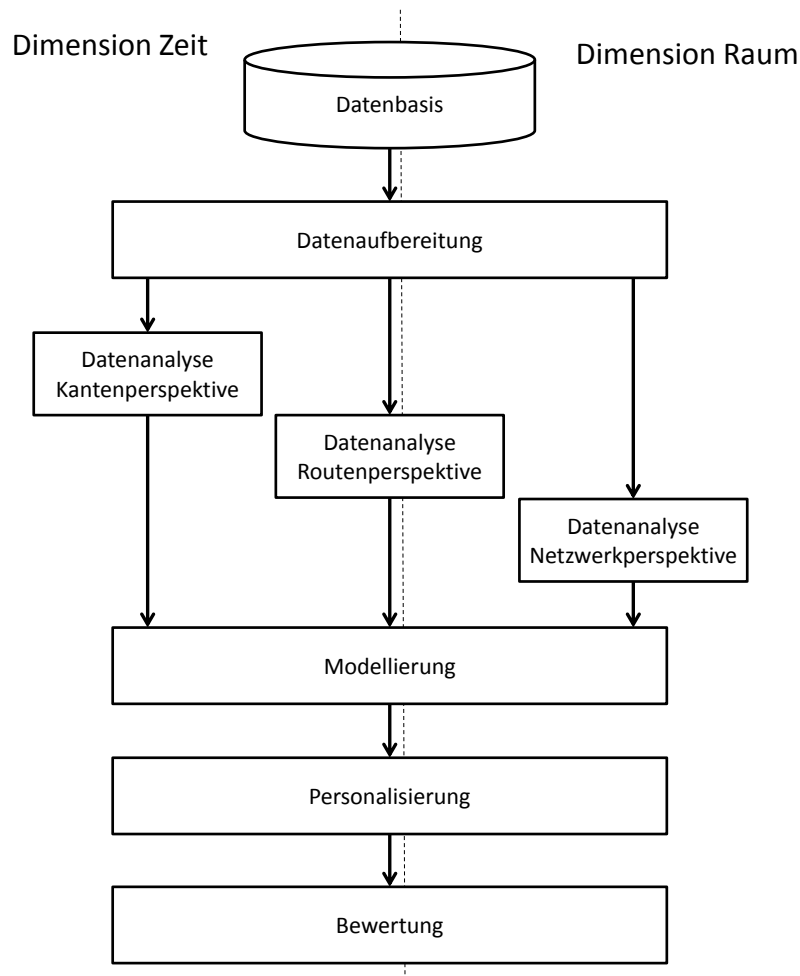 Dimension Zeit
Dimension Raum
Datenbasis
Datenaufbereitung
Datenanalyse
Kantenperspektive
Datenanalyse
Routenperspektive
Datenanalyse
Netzwerkperspektive
Modellierung
Personalisierung
Bewertung